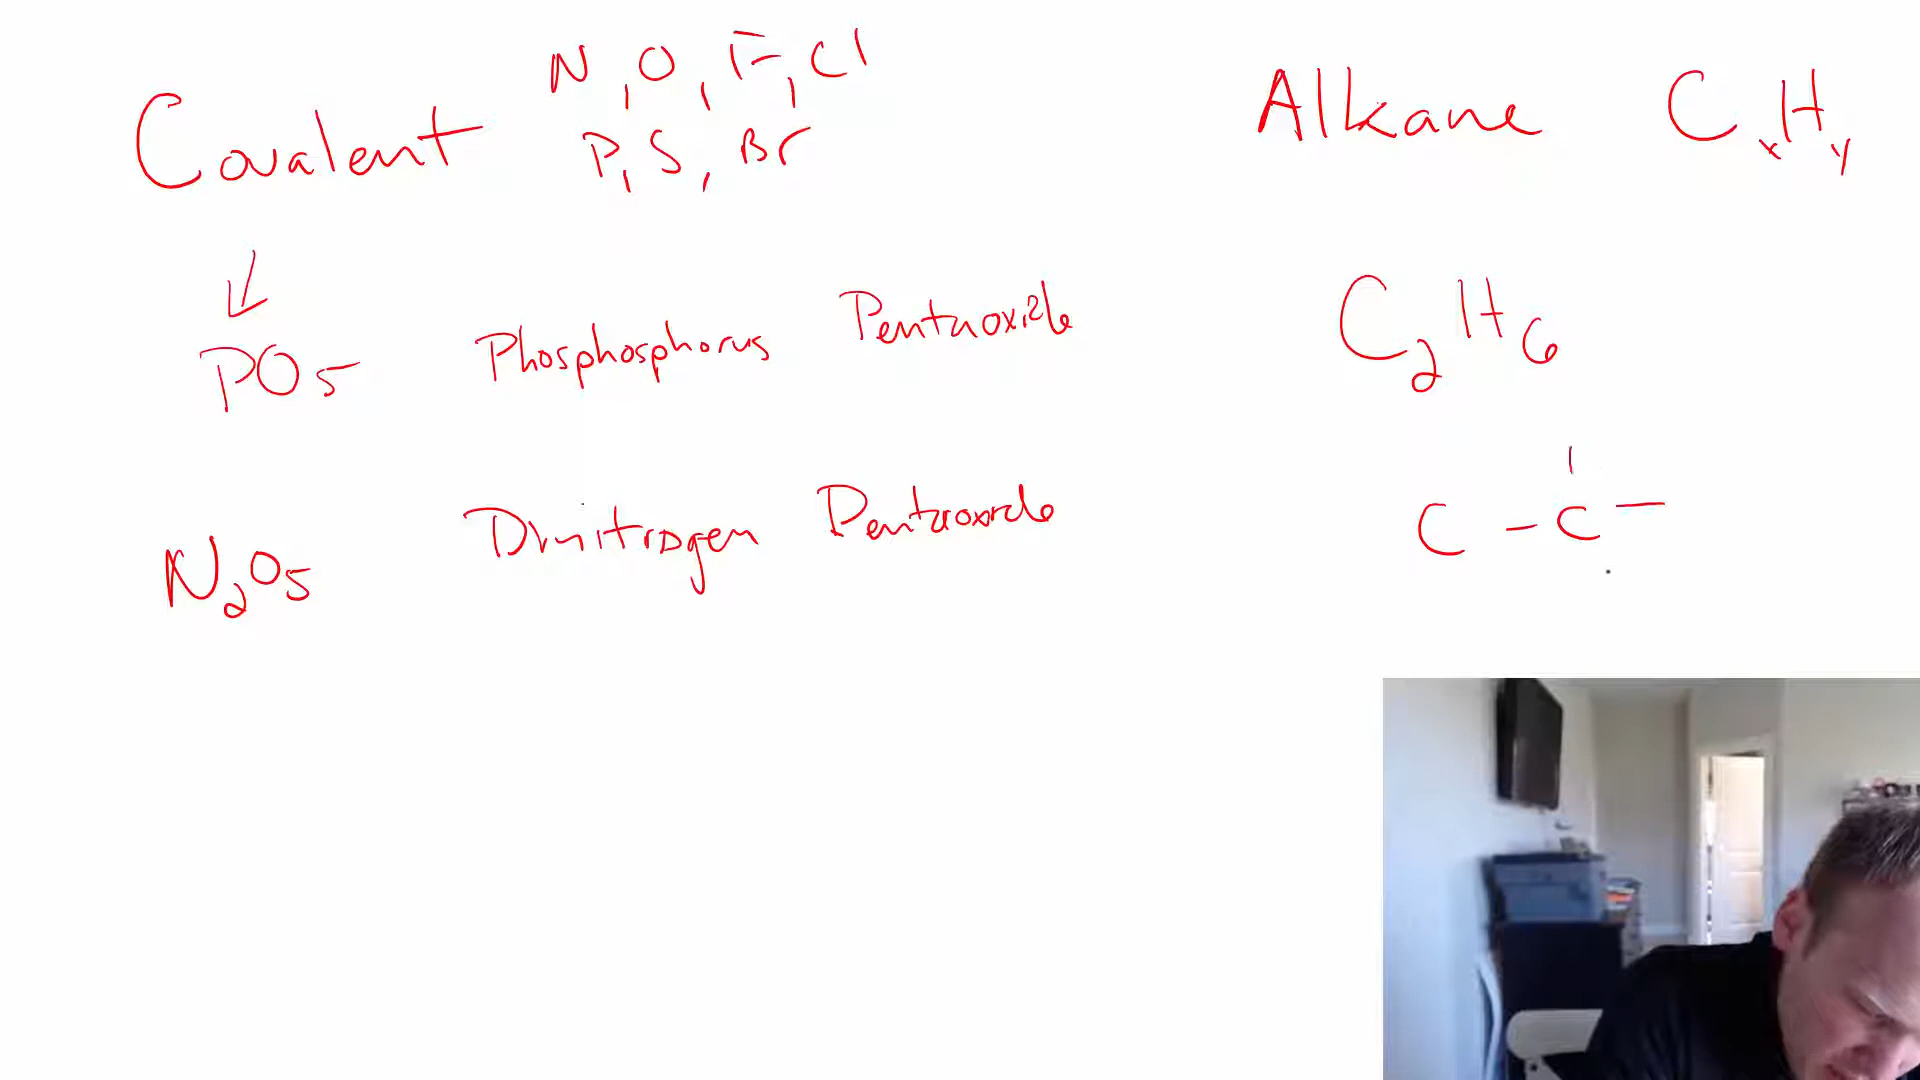 Covalent N, O, F, Cl
P, S, Br
PO5 Phosphosphorus Pentaoxide
N2O5 Dinitrogen Pentaoxide
Alkane CxHy
C2H6
C - C -